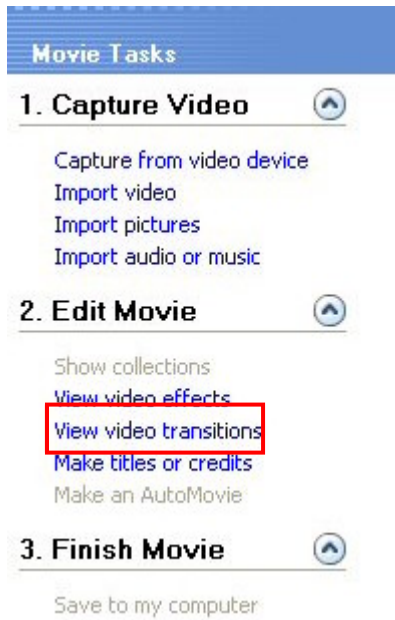 Movie Tasks
1. Capture Video
Capture from video device
Import video
Import pictures
Import audio or music
2. Edit Movie
Show collections
View video effects
View video transitions
Make titles or credits
Make an AutoMovie
3. Finish Movie
Save to my computer